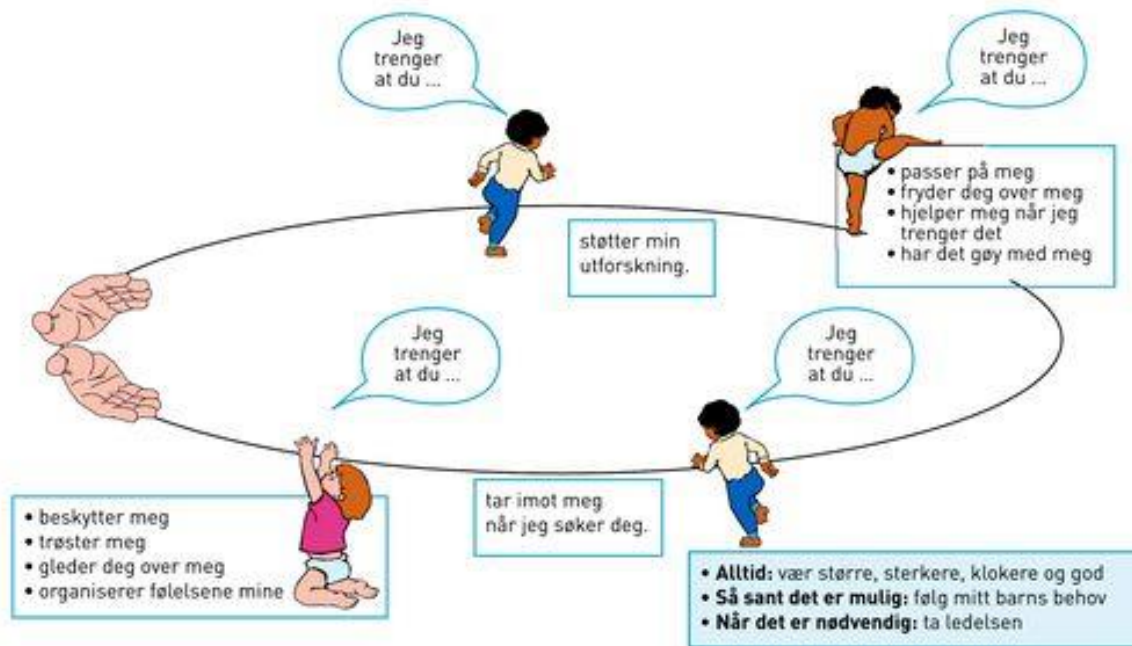 Jeg
trenger
at du ...
Jeg
trenger
at du ...
• passer på meg
• fryder deg over meg
• hjelper meg når jeg
trenger det
• har det gøy med meg
støtter min
utforskning.
Jeg
trenger
at du ...
Jeg
trenger
at du ...
• beskytter meg
• trøster meg
• gleder deg over meg
• organiserer følelsene mine
tar imot meg
når jeg søker deg.
• Alltid: vær større, sterkere, klokere og god
• Så sant det er mulig: følg mitt barns behov
• Når det er nødvendig: ta ledelsen